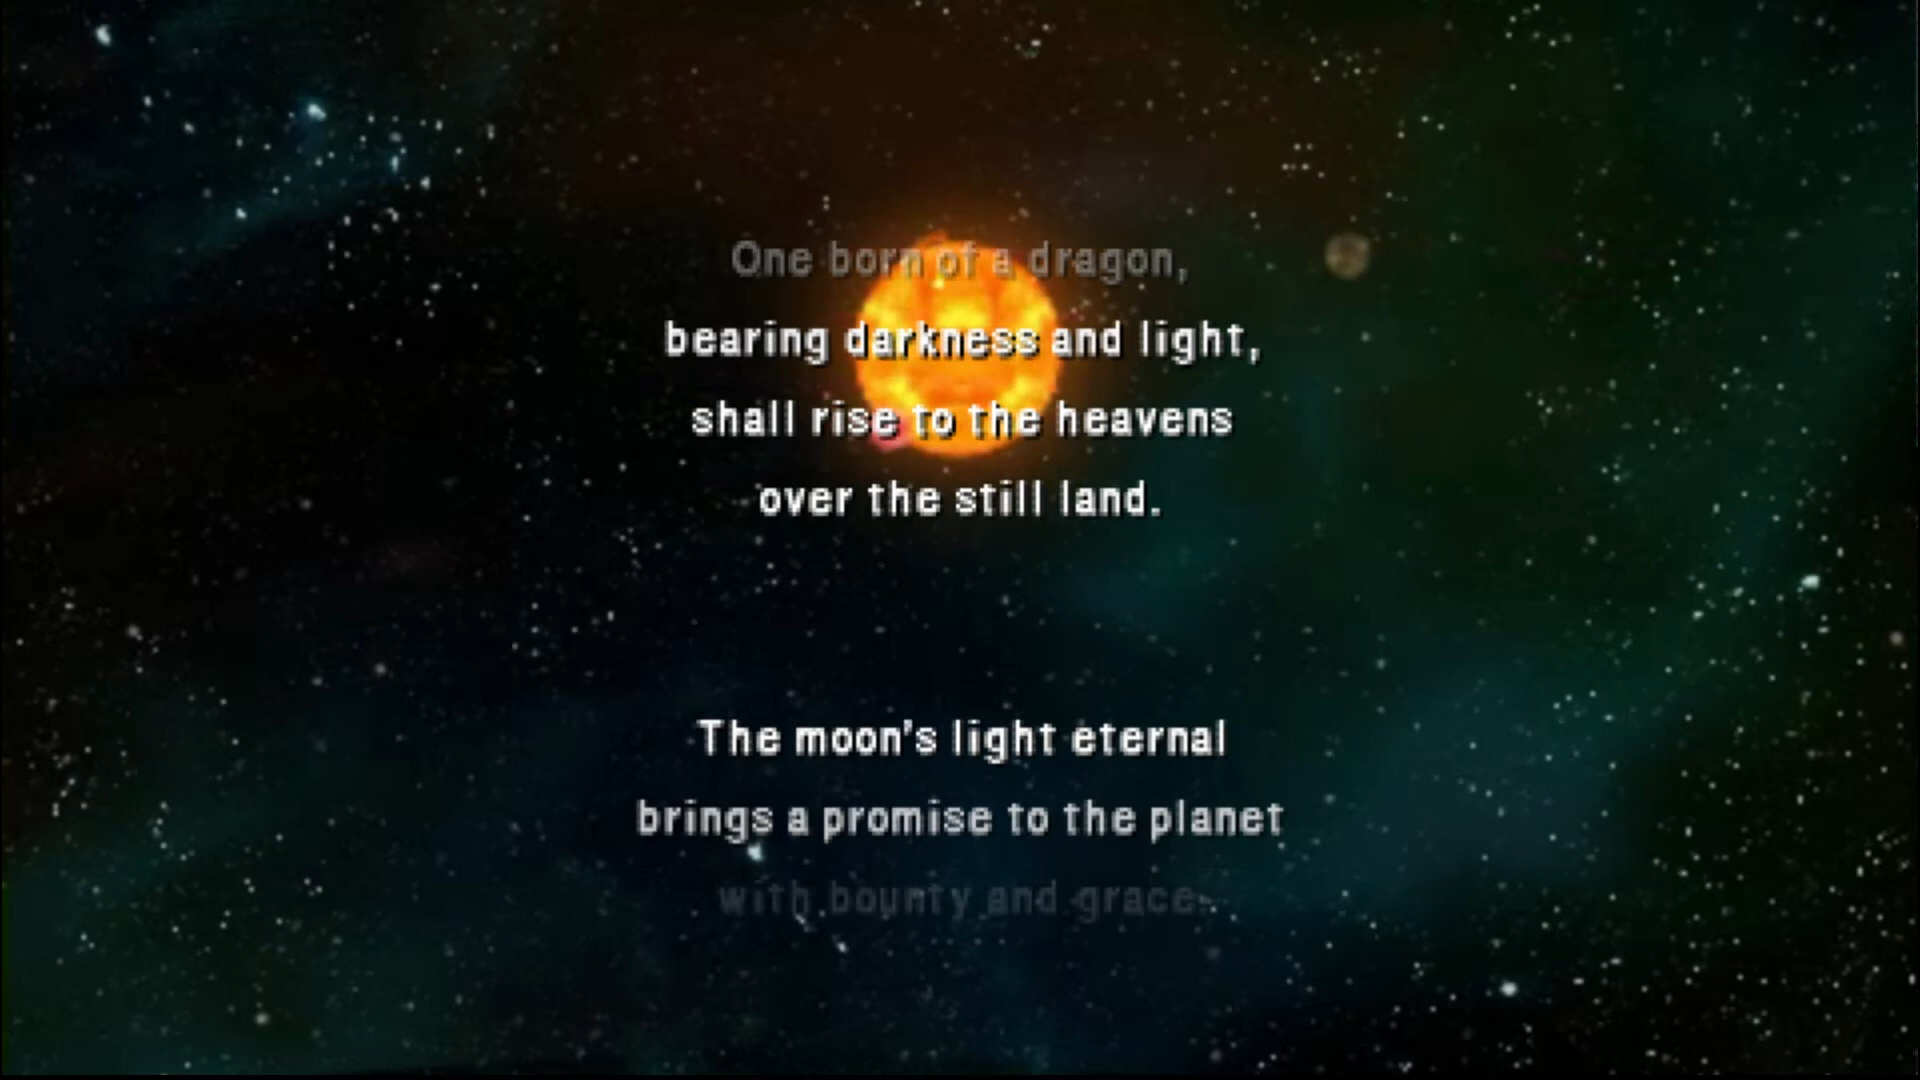 One born of a dragon,
bearing darkness and light,
shall rise to the heavens
over the still land.
The moon's light eternal
brings a promise to the planet
with bounty and grace.